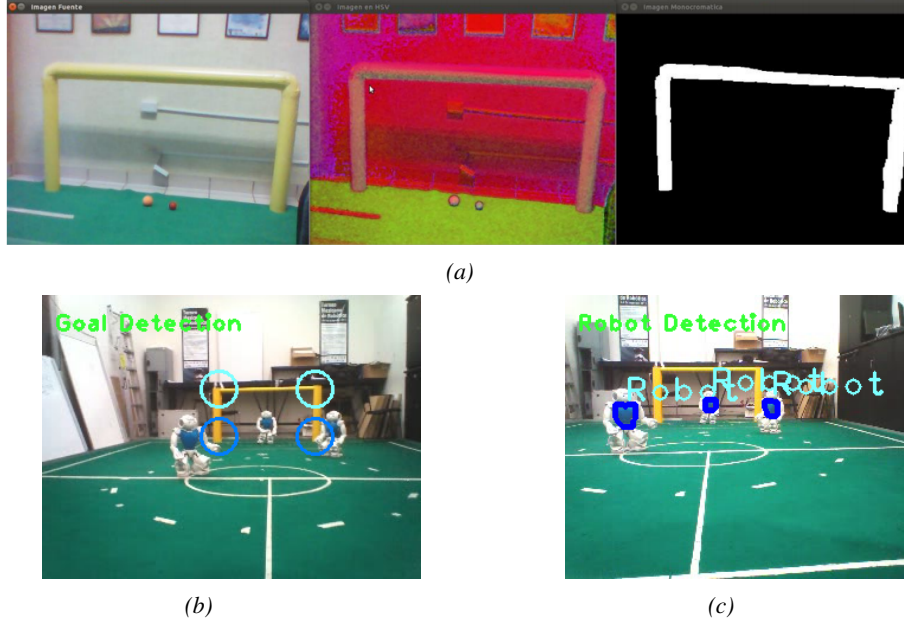 Imagen Fuente
Imagen en HSV
Imagen Monocromatica
(a)
Goal Detection
Robot Detection
Robot
Robot
Robot
(b)
(c)